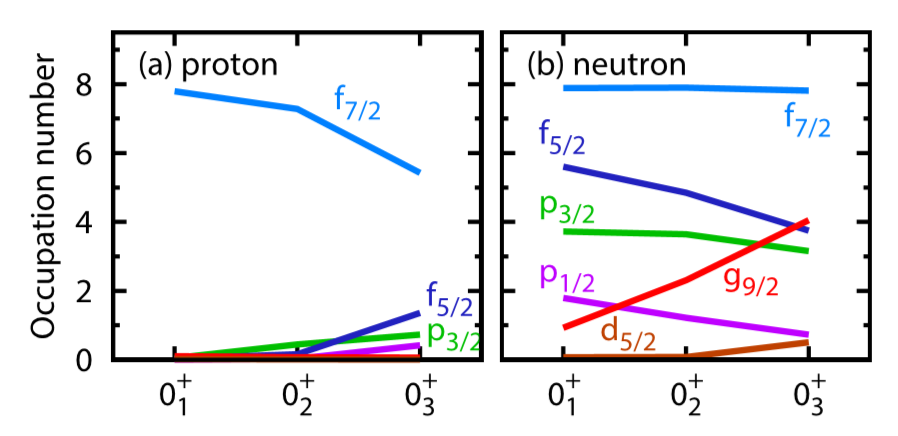 Occupation number
8
6
4
2
0
(a) proton
f7/2
f5/2
p3/2
0+1
0+2
0+3
(b) neutron
f7/2
f5/2
p3/2
p1/2
g9/2
d5/2
0+1
0+2
0+3